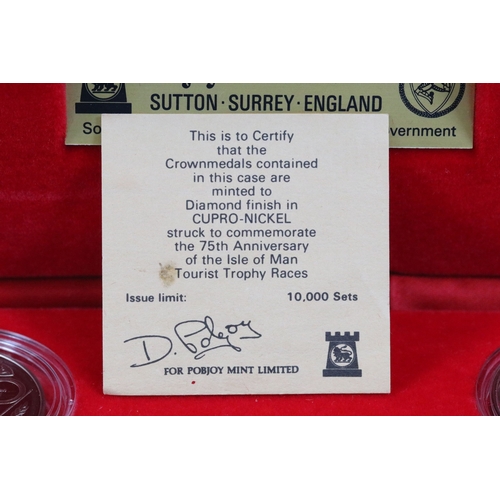 SUTTON · SURREY · ENGLAND
So
vernment
This is to Certify
that the
Crownmedals contained
in this case are
minted to
Diamond finish in
CUPRO-NICKEL
struck to commemorate
the 75th Anniversary
of the Isle of Man
Tourist Trophy Races
Issue limit: 10,000 Sets
D. Pobjoy
FOR POBJOY MINT LIMITED